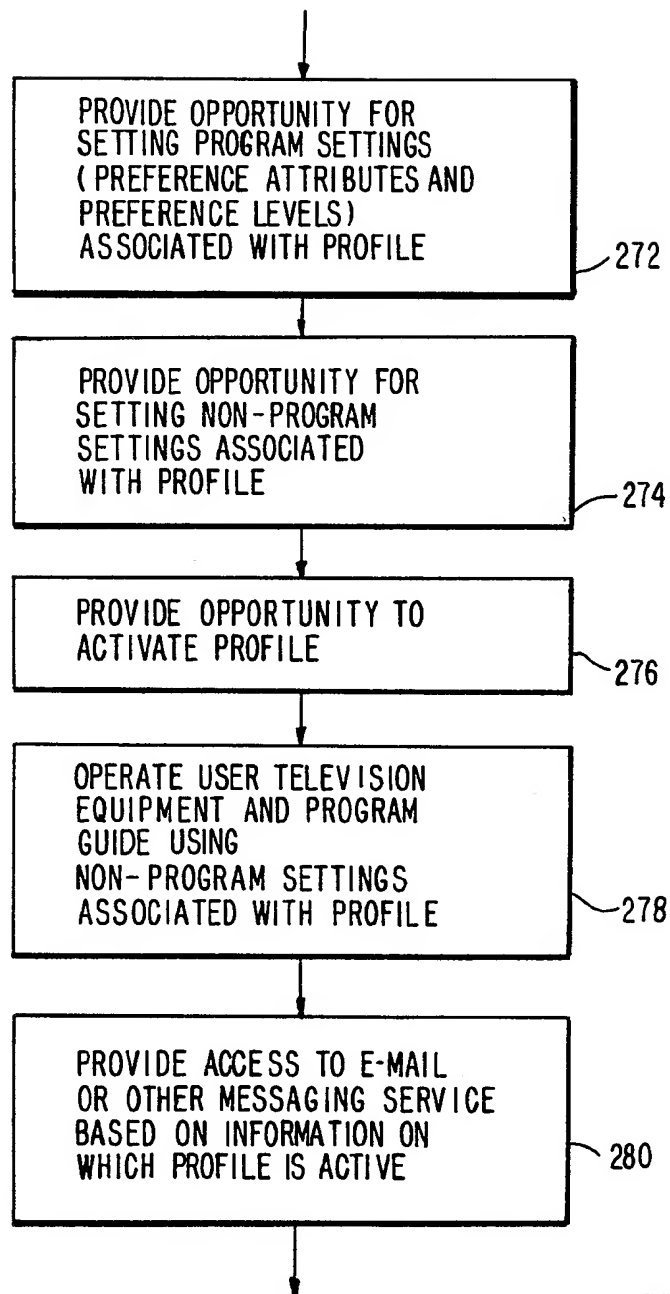 PROVIDE OPPORTUNITY FOR
SETTING PROGRAM SETTINGS
(PREFERENCE ATTRIBUTES AND
PREFERENCE LEVELS)
ASSOCIATED WITH PROFILE
272
PROVIDE OPPORTUNITY FOR
SETTING NON-PROGRAM
SETTINGS ASSOCIATED
WITH PROFILE
274
PROVIDE OPPORTUNITY TO
ACTIVATE PROFILE
276
OPERATE USER TELEVISION
EQUIPMENT AND PROGRAM
GUIDE USING
NON-PROGRAM SETTINGS
ASSOCIATED WITH PROFILE
278
PROVIDE ACCESS TO E-MAIL
OR OTHER MESSAGING SERVICE
BASED ON INFORMATION ON
WHICH PROFILE IS ACTIVE
280